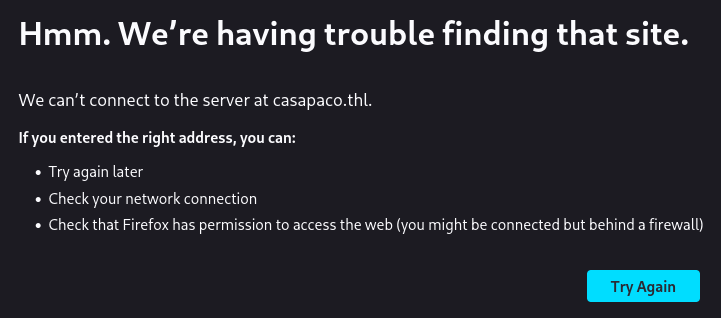 Hmm. We’re having trouble finding that site.
We can’t connect to the server at casapaco.thl.
If you entered the right address, you can:
• Try again later
• Check your network connection
• Check that Firefox has permission to access the web (you might be connected but behind a firewall)
Try Again